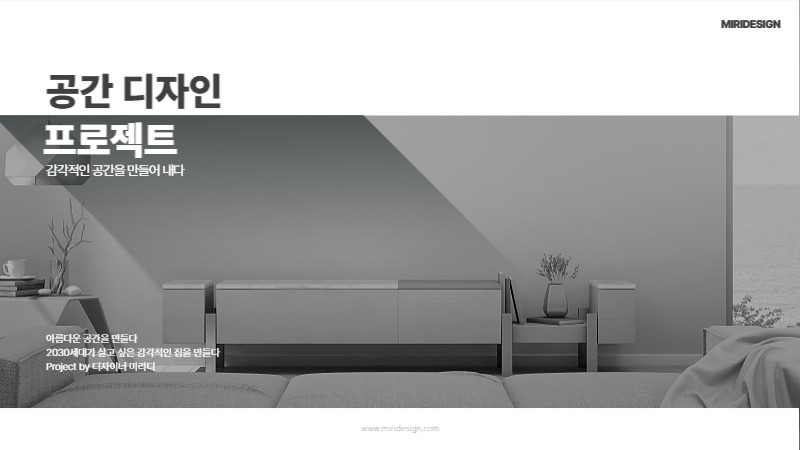 MIRIDESIGN
공간 디자인
프로젝트
감각적인 공간을 만들어 내다
아름다운 공간을 만들다
2030세대가 살고 싶은 감각적인 집을 만들다
Project by 디자이너 미리디
www.miridesign.com